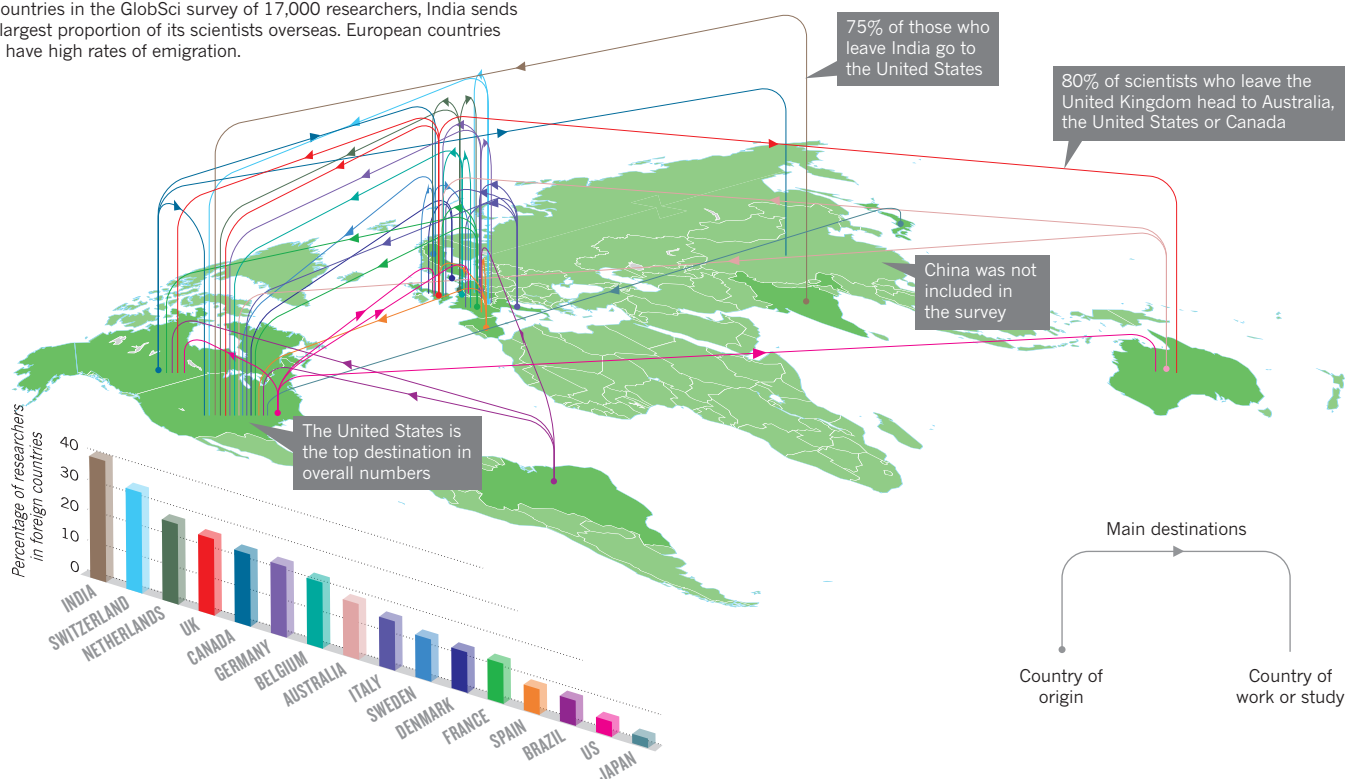 countries in the GlobSci survey of 17,000 researchers, India sends
largest proportion of its scientists overseas. European countries
have high rates of emigration.
75% of those who
leave India go to
the United States
80% of scientists who leave the
United Kingdom head to Australia,
the United States or Canada
China was not
included in
the survey
The United States is
the top destination in
overall numbers
Percentage of researchers
in foreign countries
40
30
20
10
0
INDIA
SWITZERLAND
NETHERLANDS
UK
CANADA
GERMANY
BELGIUM
AUSTRALIA
ITALY
SWEDEN
DENMARK
FRANCE
SPAIN
BRAZIL
US
JAPAN
Main destinations
Country of
origin
Country of
work or study